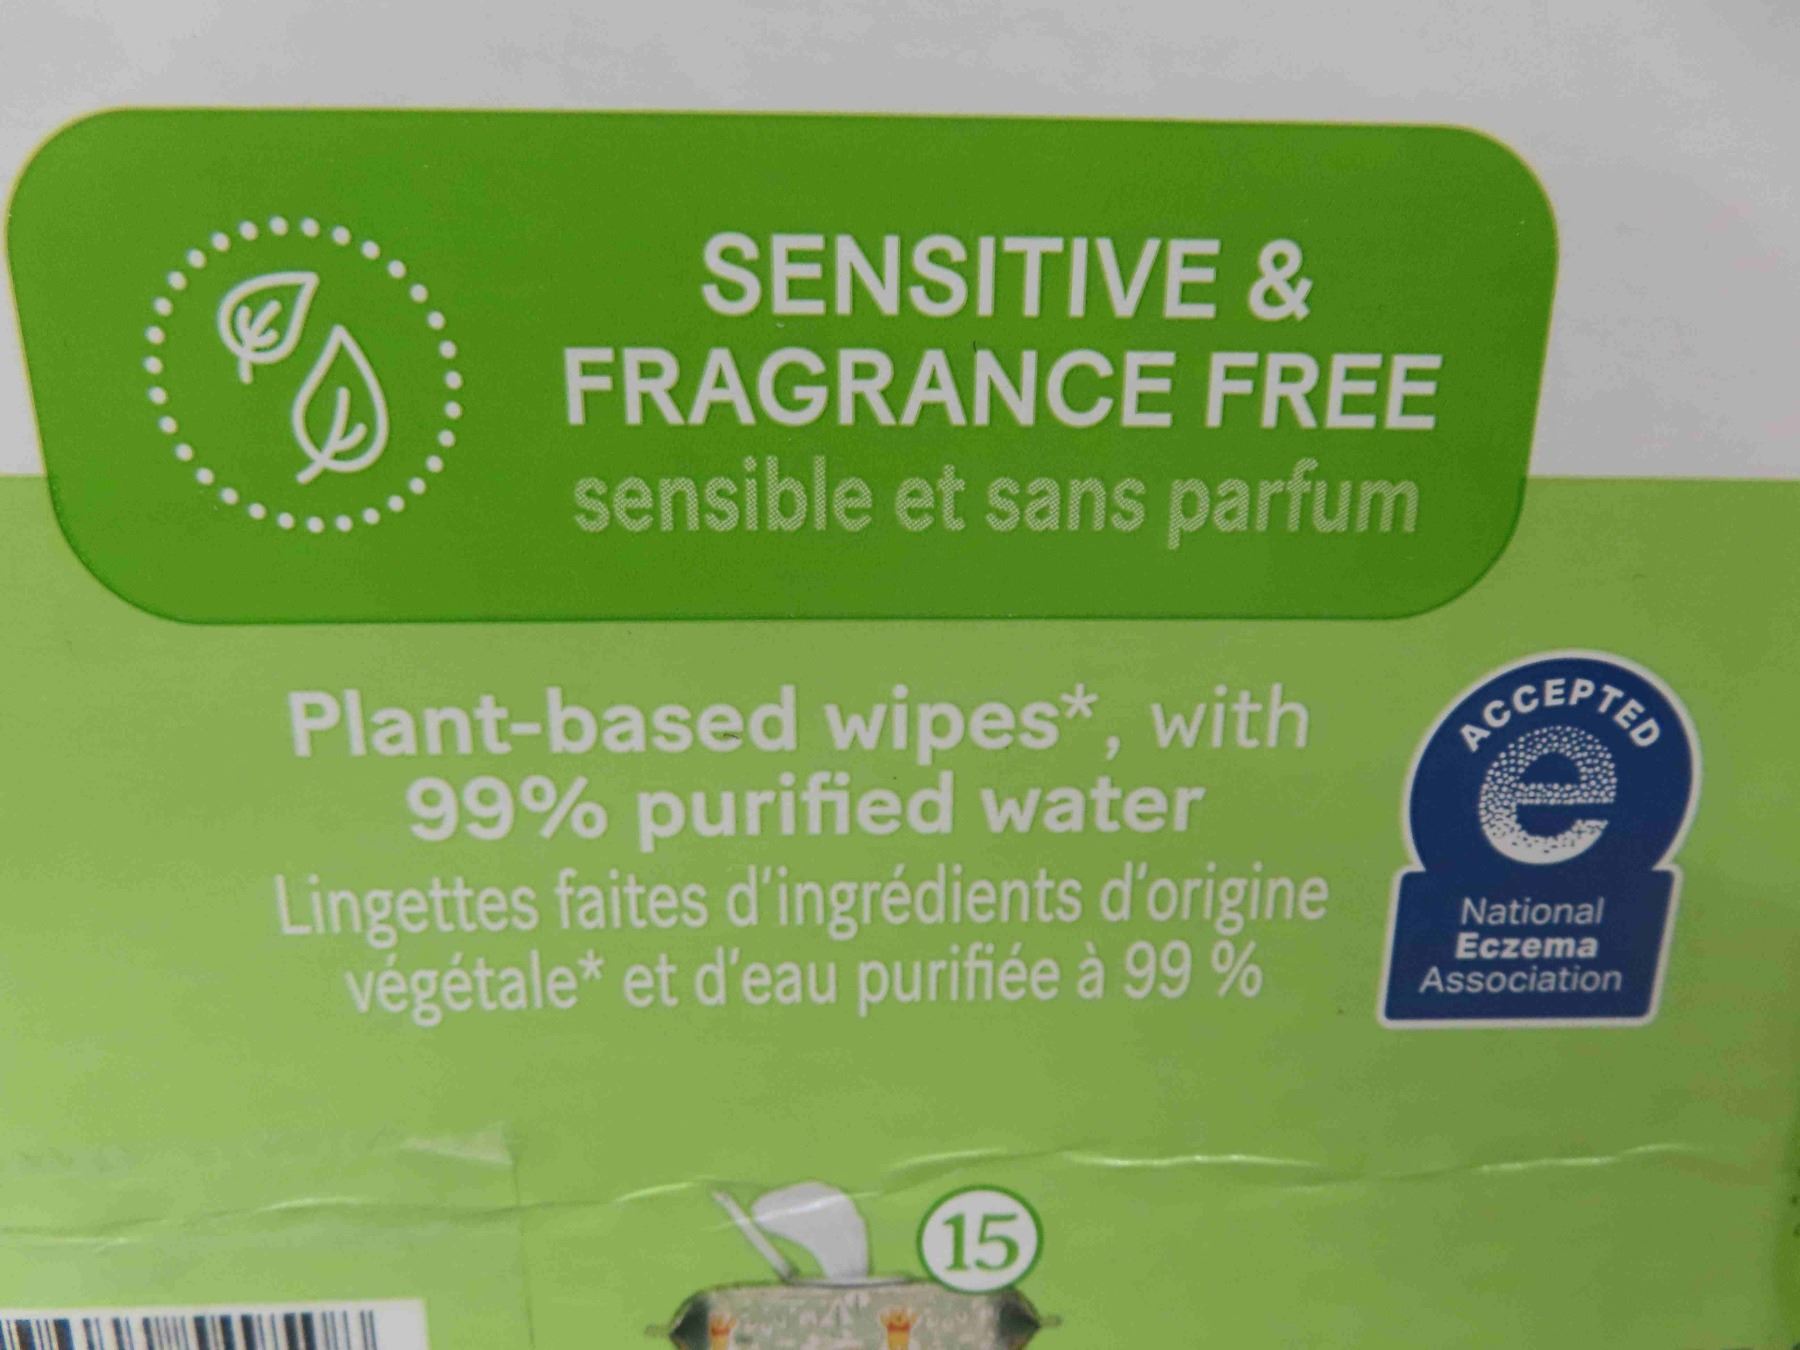 SENSITIVE &
FRAGRANCE FREE
sensible et sans parfum
Plant-based wipes*, with
99% purified water
Lingettes faites d'ingrédients d'origine
végétale* et d'eau purifiée à 99 %
ACCEPTED
e
National
Eczema
Association
15